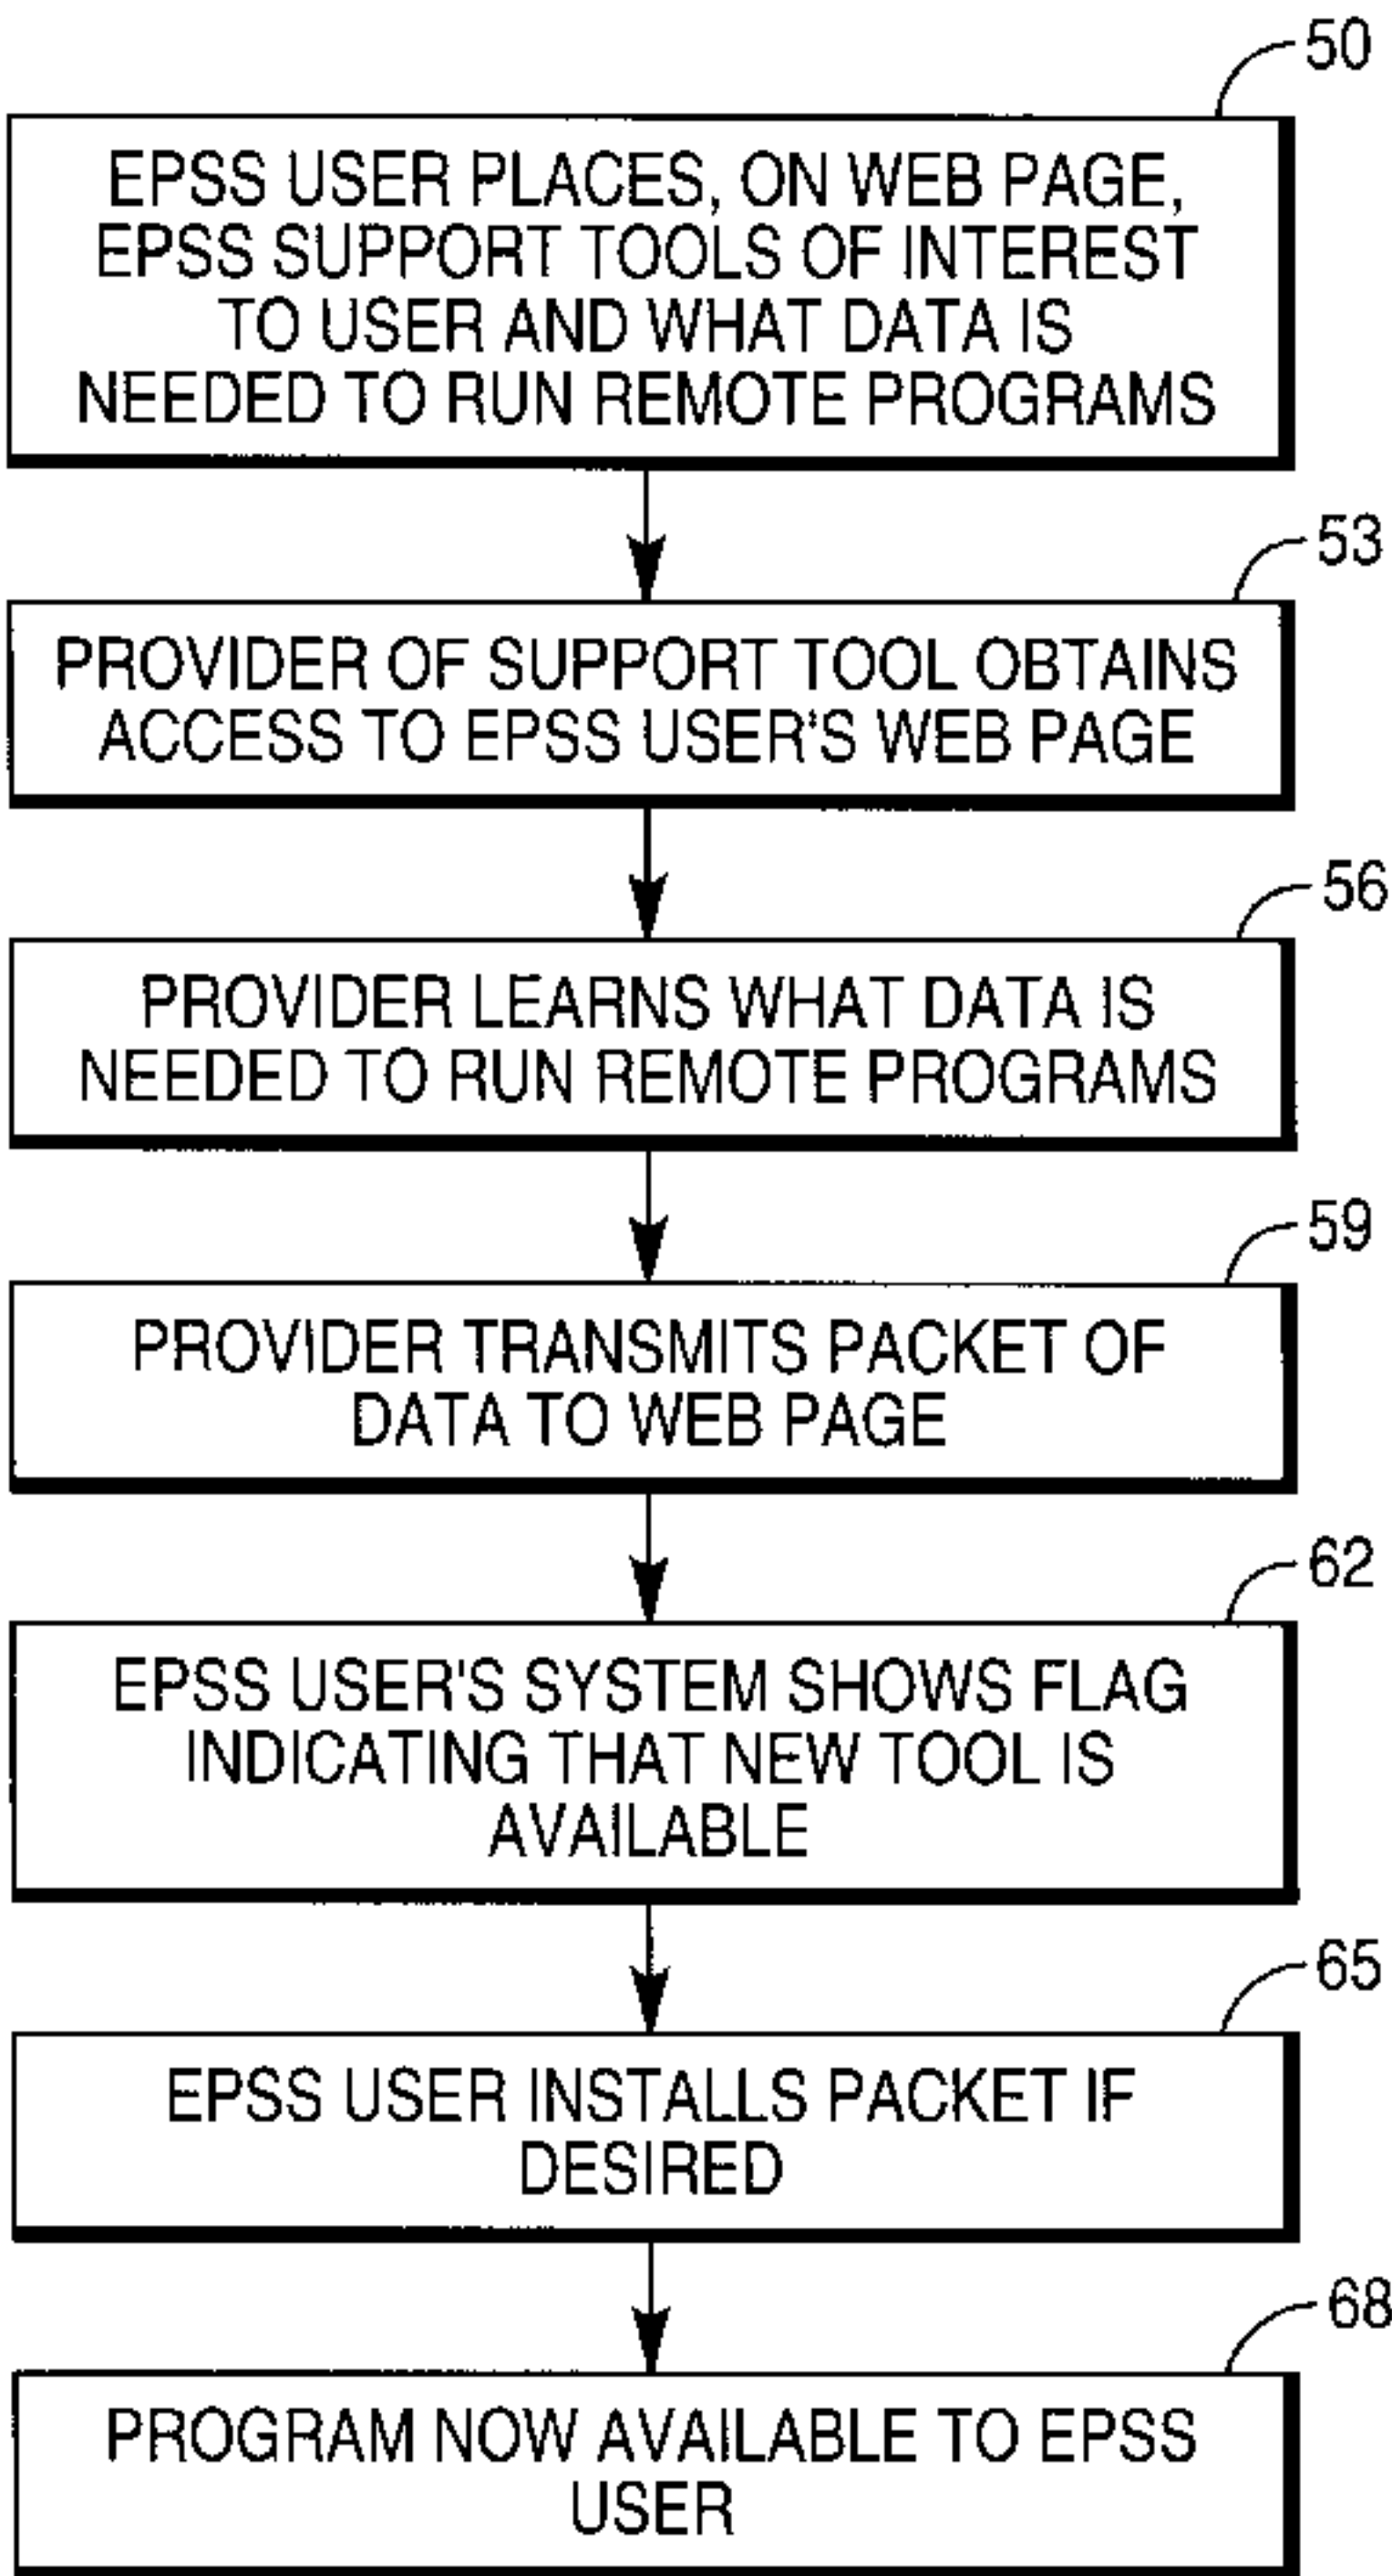 50
EPSS USER PLACES, ON WEB PAGE,
EPSS SUPPORT TOOLS OF INTEREST
TO USER AND WHAT DATA IS
NEEDED TO RUN REMOTE PROGRAMS
53
PROVIDER OF SUPPORT TOOL OBTAINS
ACCESS TO EPSS USER'S WEB PAGE
56
PROVIDER LEARNS WHAT DATA IS
NEEDED TO RUN REMOTE PROGRAMS
59
PROVIDER TRANSMITS PACKET OF
DATA TO WEB PAGE
62
EPSS USER'S SYSTEM SHOWS FLAG
INDICATING THAT NEW TOOL IS
AVAILABLE
65
EPSS USER INSTALLS PACKET IF
DESIRED
68
PROGRAM NOW AVAILABLE TO EPSS
USER